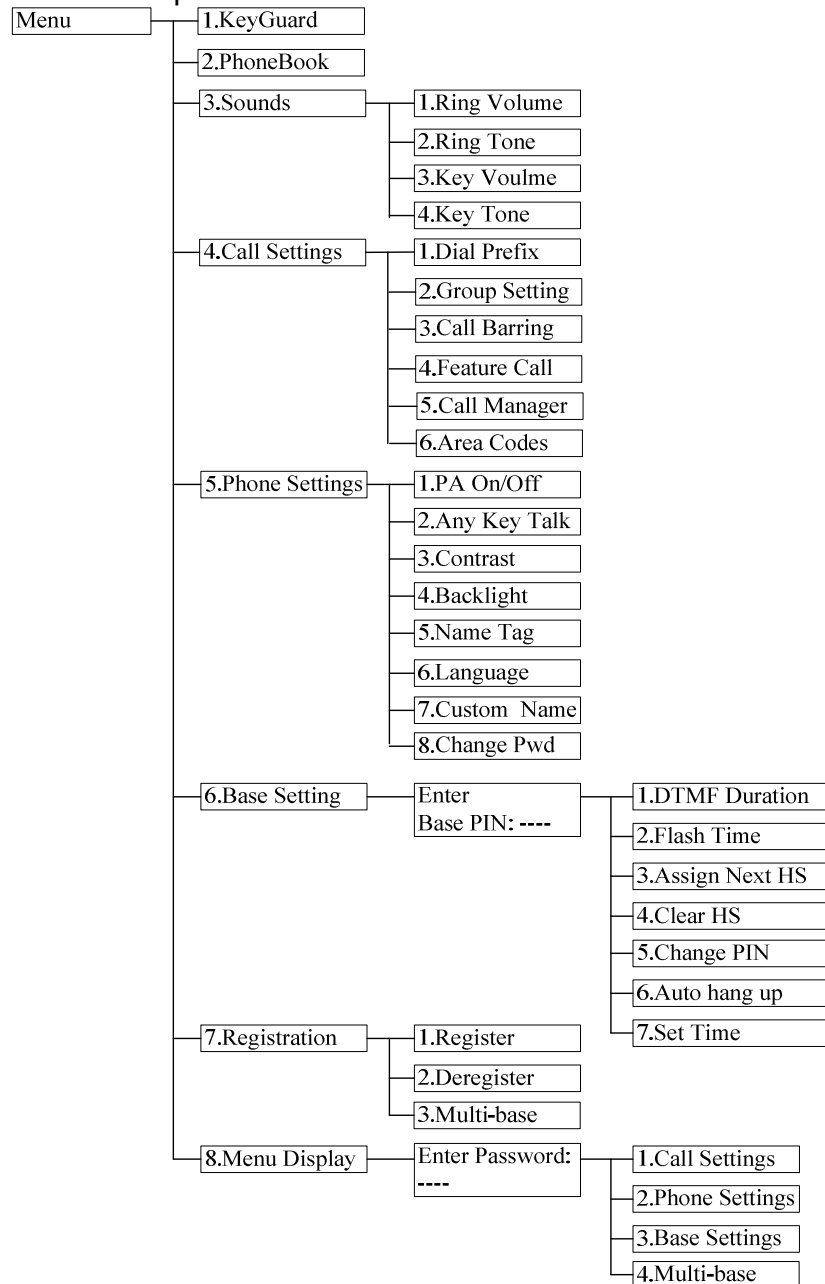 Menu
1.KeyGuard
2.PhoneBook
3.Sounds
1.Ring Volume
2.Ring Tone
3.Key Voulme
4.Key Tone
4.Call Settings
1.Dial Prefix
2.Group Setting
3.Call Barring
4.Feature Call
5.Call Manager
6.Area Codes
5.Phone Settings
1.PA On/Off
2.Any Key Talk
3.Contrast
4.Backlight
5.Name Tag
6.Language
7.Custom  Name
8.Change Pwd
6.Base Setting
Enter
Base PIN: ----
1.DTMF Duration
2.Flash Time
3.Assign Next HS
4.Clear HS
5.Change PIN
6.Auto hang up
7.Set Time
7.Registration
1.Register
2.Deregister
3.Multi-base
8.Menu Display
Enter Password:
----
1.Call Settings
2.Phone Settings
3.Base Settings
4.Multi-base